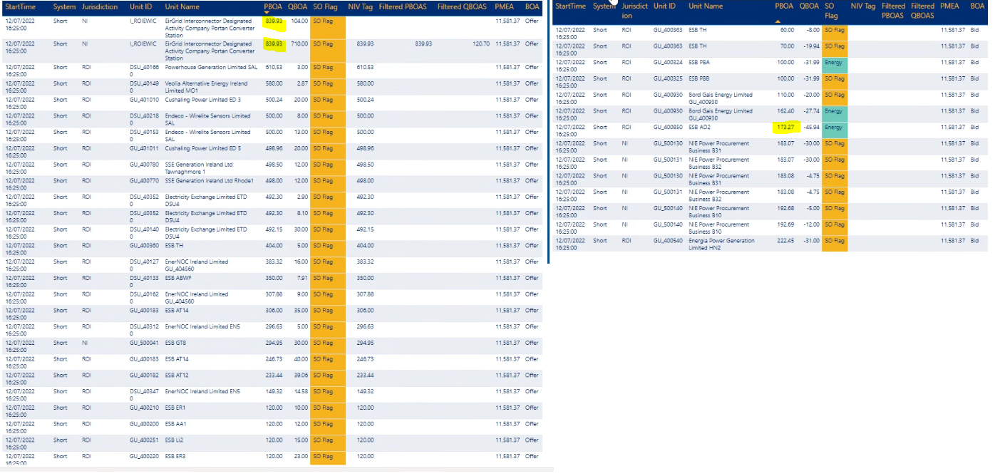 StartTime System Jurisdiction Unit ID Unit Name PBOA QBOA SO Flag NIV Tag Filtered PBOAS Filtered QBOAS PMEA BOA
12/07/2022 Short NI I_ROIEWIC EirGrid Interconnector Designated 839.93 104.00 SO Flag 11,581.37 Offer
16:25:00 Activity Company Portan Converter
Station
12/07/2022 Short NI I_ROIEWIC EirGrid Interconnector Designated 839.93 710.00 SO Flag 839.93 839.93 120.70 11,581.37 Offer
16:25:00 Activity Company Portan Converter
Station
12/07/2022 Short ROI DSU_40166 Powerhouse Generation Limited SAL 610.53 3.00 SO Flag 610.53 11,581.37 Offer
16:25:00 0
12/07/2022 Short ROI DSU_40149 Veolia Alternative Energy Ireland 580.00 2.87 SO Flag 580.00 11,581.37 Offer
16:25:00 0 Limited MO1
12/07/2022 Short ROI GU_401010 Cushaling Power Limited ED 3 500.24 20.00 SO Flag 500.24 11,581.37 Offer
16:25:00
12/07/2022 Short ROI DSU_40218 Endeco - Wirelite Sensors Limited 500.00 8.00 SO Flag 500.00 11,581.37 Offer
16:25:00 0 SAL
12/07/2022 Short ROI DSU_40153 Endeco - Wirelite Sensors Limited 500.00 13.00 SO Flag 500.00 11,581.37 Offer
16:25:00 0 SAL
12/07/2022 Short ROI GU_401011 Cushaling Power Limited ED 5 498.96 20.00 SO Flag 498.96 11,581.37 Offer
16:25:00
12/07/2022 Short ROI GU_400780 SSE Generation Ireland Ltd 498.50 12.00 SO Flag 498.50 11,581.37 Offer
16:25:00 Tawnaghmore 1
12/07/2022 Short ROI GU_400770 SSE Generation Ireland Ltd Rhode1 498.00 12.00 SO Flag 498.00 11,581.37 Offer
16:25:00
12/07/2022 Short ROI DSU_40352 Electricity Exchange Limited ETD 492.30 2.90 SO Flag 492.30 11,581.37 Offer
16:25:00 0 DSU4
12/07/2022 Short ROI DSU_40352 Electricity Exchange Limited ETD 492.30 8.10 SO Flag 492.30 11,581.37 Offer
16:25:00 0 DSU4
12/07/2022 Short ROI DSU_40140 Electricity Exchange Limited ETD 492.15 30.00 SO Flag 492.15 11,581.37 Offer
16:25:00 0 DSU4
12/07/2022 Short ROI GU_400360 ESB TH 404.00 5.00 SO Flag 404.00 11,581.37 Offer
16:25:00
12/07/2022 Short ROI DSU_40127 EnerNOC Ireland Limited 383.32 16.00 SO Flag 383.32 11,581.37 Offer
16:25:00 0 GU_404560
12/07/2022 Short ROI DSU_40133 ESB ABWF 350.00 7.91 SO Flag 350.00 11,581.37 Offer
16:25:00 0
12/07/2022 Short ROI DSU_40162 EnerNOC Ireland Limited 307.88 9.00 SO Flag 307.88 11,581.37 Offer
16:25:00 0 GU_404560
12/07/2022 Short ROI GU_400183 ESB AT14 306.00 35.00 SO Flag 306.00 11,581.37 Offer
16:25:00
12/07/2022 Short ROI DSU_40312 EnerNOC Ireland Limited EN5 296.63 5.00 SO Flag 296.63 11,581.37 Offer
16:25:00 0
12/07/2022 Short NI GU_500041 ESB GT8 294.95 30.00 SO Flag 294.95 11,581.37 Offer
16:25:00
12/07/2022 Short ROI GU_400183 ESB AT14 246.73 40.00 SO Flag 246.73 11,581.37 Offer
16:25:00
12/07/2022 Short ROI GU_400182 ESB AT12 233.44 39.06 SO Flag 233.44 11,581.37 Offer
16:25:00
12/07/2022 Short ROI DSU_40347 EnerNOC Ireland Limited EN5 149.32 14.58 SO Flag 149.32 11,581.37 Offer
16:25:00 0
12/07/2022 Short ROI GU_400210 ESB ER1 120.00 10.00 SO Flag 120.00 11,581.37 Offer
16:25:00
12/07/2022 Short ROI GU_400200 ESB AA1 120.00 12.00 SO Flag 120.00 11,581.37 Offer
16:25:00
12/07/2022 Short ROI GU_400251 ESB Li2 120.00 15.00 SO Flag 120.00 11,581.37 Offer
16:25:00
12/07/2022 Short ROI GU_400220 ESB ER3 120.00 23.00 SO Flag 120.00 11,581.37 Offer
16:25:00
StartTime System Jurisdict Unit ID Unit Name PBOA QBOA SO NIV Tag Filtered Filtered PMEA BOA
ion Flag PBOAS QBOAS
12/07/2022 Short ROI GU_400363 ESB TH 60.00 -8.00 SO Flag 11,581.37 Bid
16:25:00
12/07/2022 Short ROI GU_400363 ESB TH 70.00 -19.94 SO Flag 11,581.37 Bid
16:25:00
12/07/2022 Short ROI GU_400324 ESB PBA 100.00 -31.99 Energy 11,581.37 Bid
16:25:00
12/07/2022 Short ROI GU_400325 ESB PBB 100.00 -31.99 SO Flag 11,581.37 Bid
16:25:00
12/07/2022 Short ROI GU_400930 Bord Gais Energy Limited 110.00 -20.00 SO Flag 11,581.37 Bid
16:25:00 GU_400930
12/07/2022 Short ROI GU_400930 Bord Gais Energy Limited 162.40 -27.74 Energy 11,581.37 Bid
16:25:00 GU_400930
12/07/2022 Short ROI GU_400850 ESB AD2 173.27 -45.94 Energy 11,581.37 Bid
16:25:00
12/07/2022 Short NI GU_500130 NIE Power Procurement 183.07 -30.00 SO Flag 11,581.37 Bid
16:25:00 Business B31
12/07/2022 Short NI GU_500131 NIE Power Procurement 183.07 -30.00 SO Flag 11,581.37 Bid
16:25:00 Business B32
12/07/2022 Short NI GU_500130 NIE Power Procurement 183.08 -4.75 SO Flag 11,581.37 Bid
16:25:00 Business B31
12/07/2022 Short NI GU_500131 NIE Power Procurement 183.08 -4.75 SO Flag 11,581.37 Bid
16:25:00 Business B32
12/07/2022 Short NI GU_500140 NIE Power Procurement 192.68 -5.00 SO Flag 11,581.37 Bid
16:25:00 Business B10
12/07/2022 Short NI GU_500140 NIE Power Procurement 192.69 -12.00 SO Flag 11,581.37 Bid
16:25:00 Business B10
12/07/2022 Short ROI GU_400540 Energia Power Generation 222.45 -31.00 SO Flag 11,581.37 Bid
16:25:00 Limited HN2